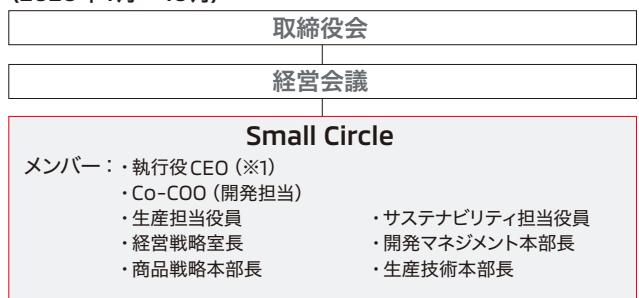 取締役会
経営会議
Small Circle
メンバー：・執行役CEO（※1）
・Co-COO（開発担当）
・生産担当役員 ・サステナビリティ担当役員
・経営戦略室長 ・開発マネジメント本部長
・商品戦略本部長 ・生産技術本部長